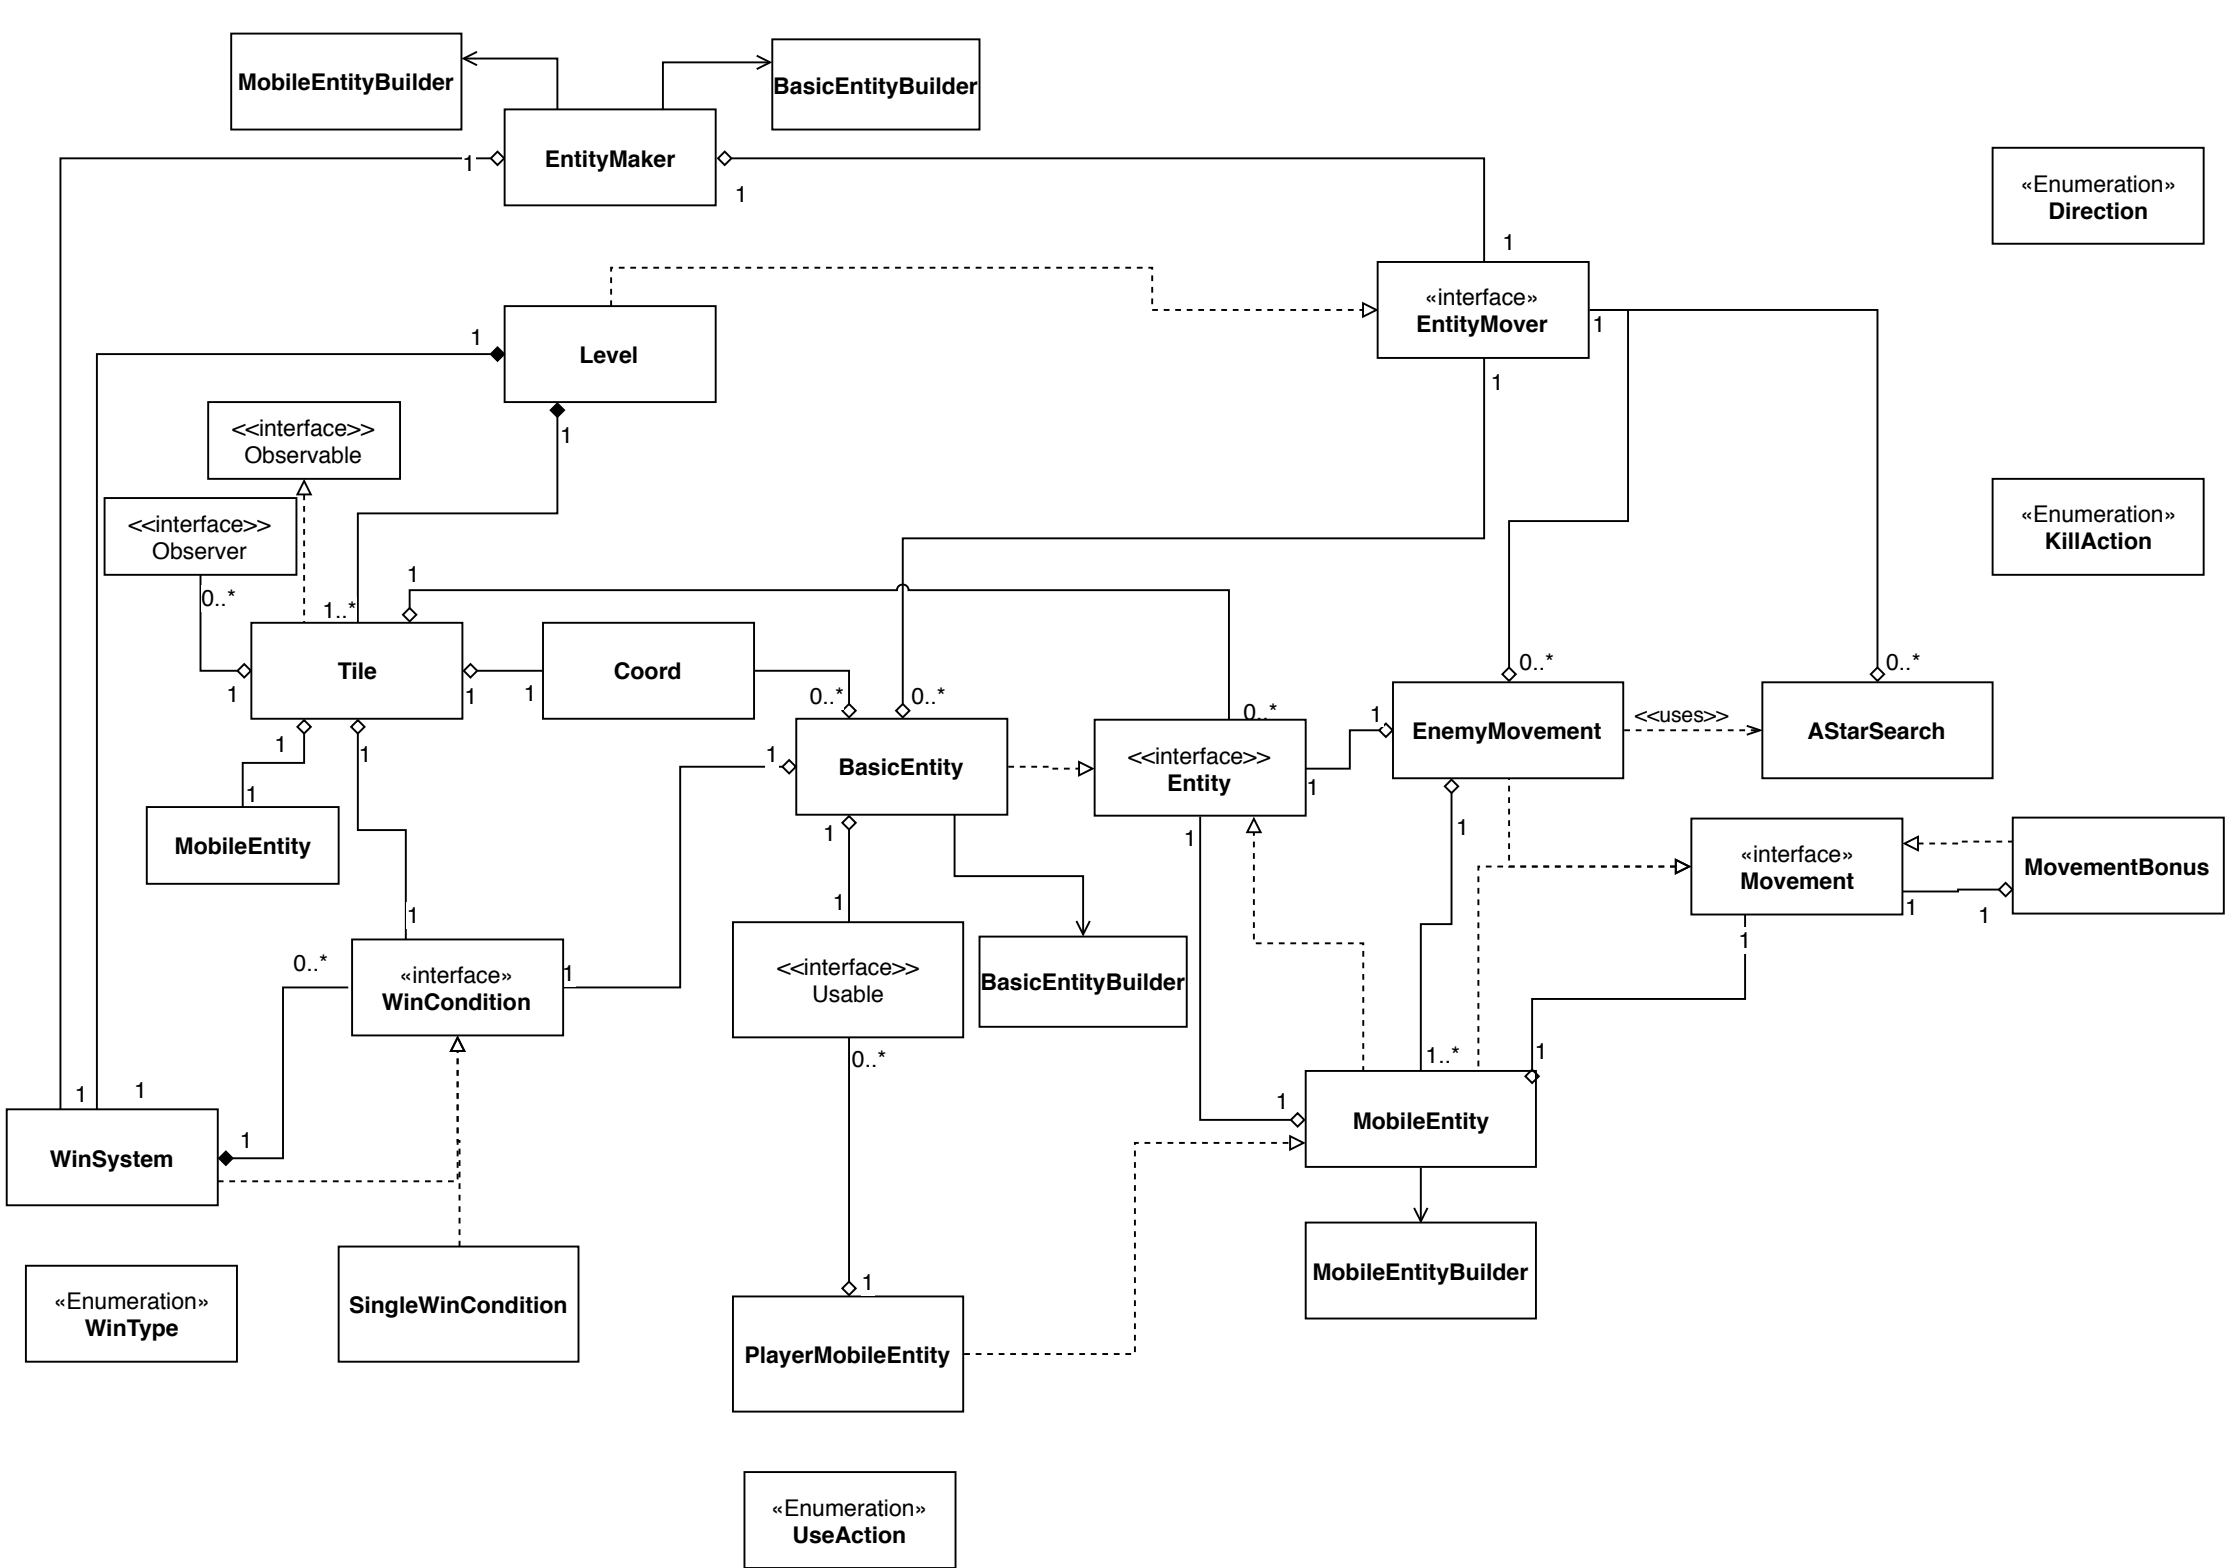 MobileEntityBuilder
BasicEntityBuilder
EntityMaker
1
1
«Enumeration»
Direction
1
«interface»
EntityMover
1
1
Level
1
1
1
<<interface>>
Observable
<<interface>>
Observer
«Enumeration»
KillAction
1
0..*
1..*
Tile
1
1
1
Coord
0..*
0..*
0..*
0..*
0..*
BasicEntity
1
<<interface>>
Entity
1
1
EnemyMovement
<<uses>>
AStarSearch
1
1
1
MobileEntity
1
1
1
1
«interface»
Movement
1
1
MovementBonus
1
1
<<interface>>
Usable
BasicEntityBuilder
0..*
«interface»
WinCondition
1
0..*
1..*
1
1
1
1
WinSystem
1
MobileEntity
MobileEntityBuilder
«Enumeration»
WinType
SingleWinCondition
1
PlayerMobileEntity
«Enumeration»
UseAction